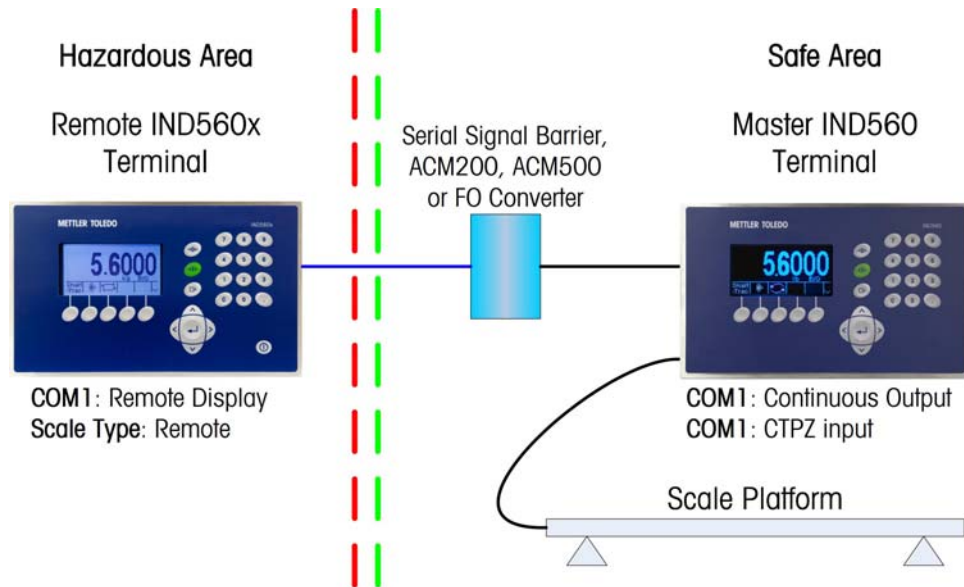 Hazardous Area
Safe Area
Remote IND560x
Terminal
Serial Signal Barrier,
ACM200, ACM500
or FO Converter
Master IND560
Terminal
METTLER TOLEDO
IND560x
5.6000
METTLER TOLEDO
IND560
5.6000
COM1: Remote Display
Scale Type: Remote
COM1: Continuous Output
COM1: CTPZ input
Scale Platform